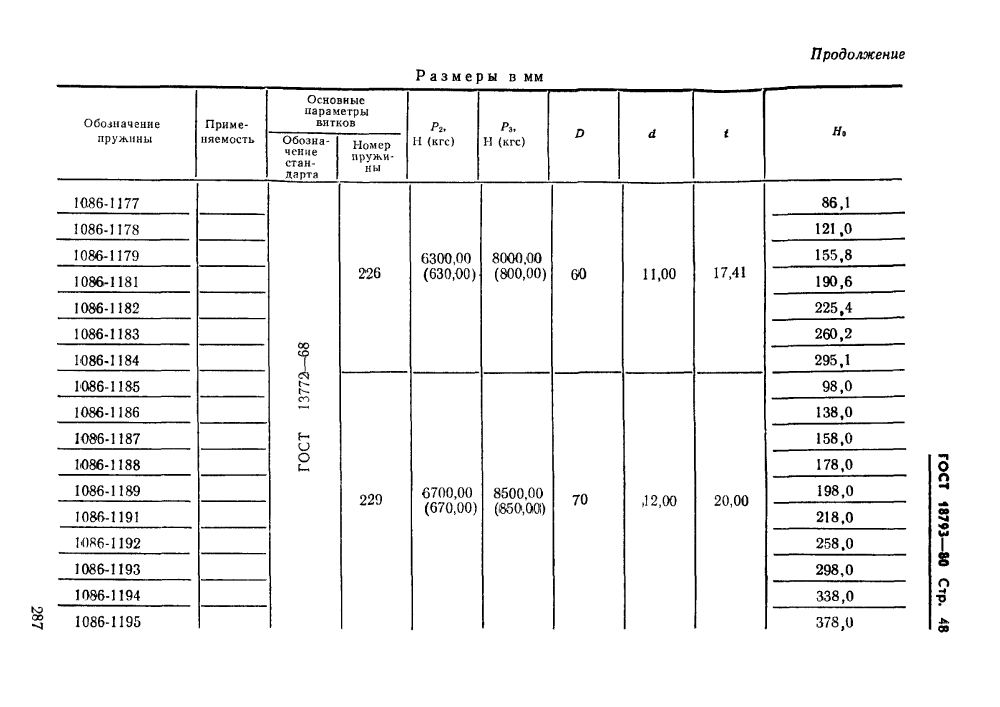 Продолжение
Размеры в мм
Обозначение пружины
Применяемость
Основные параметры витков
Обозначение стандарта
Номер пружины
P₂, Н (кгс)
P₃, Н (кгс)
D
d
t
H₀
1086-1177 86,1
1086-1178 121,0
1086-1179 155,8
1086-1181 190,6
1086-1182 225,4
1086-1183 260,2
1086-1184 295,1
226 6300,00 (630,00) 8000,00 (800,00) 60 11,00 17,41
ГОСТ 13772—68
1086-1185 98,0
1086-1186 138,0
1086-1187 158,0
1086-1188 178,0
1086-1189 198,0
1086-1191 218,0
1086-1192 258,0
1086-1193 298,0
1086-1194 338,0
1086-1195 378,0
229 6700,00 (670,00) 8500,00 (850,00) 70 12,00 20,00
ГОСТ 18793—80 Стр. 48
287